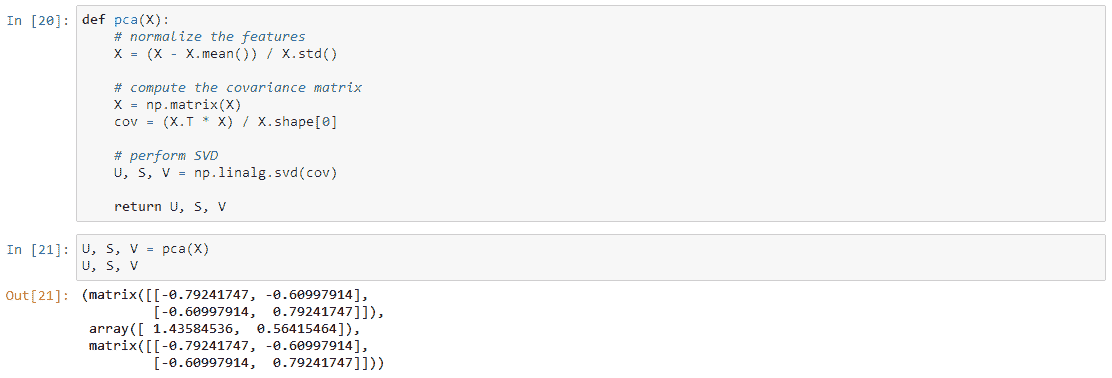 In [20]: def pca(X):
    # normalize the features
    X = (X - X.mean()) / X.std()
    # compute the covariance matrix
    X = np.matrix(X)
    cov = (X.T * X) / X.shape[0]
    # perform SVD
    U, S, V = np.linalg.svd(cov)
    return U, S, V
In [21]: U, S, V = pca(X)
U, S, V
Out[21]: (matrix([[-0.79241747, -0.60997914],
         [-0.60997914,  0.79241747]]),
 array([ 1.43584536,  0.56415464]),
 matrix([[-0.79241747, -0.60997914],
         [-0.60997914,  0.79241747]]))